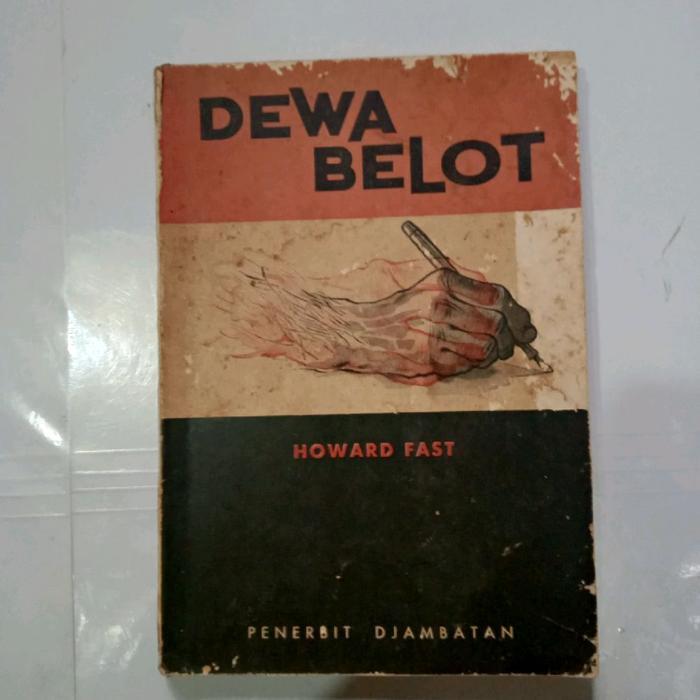 DEWA
BELOT
HOWARD FAST
PENERBIT DJAMBATAN